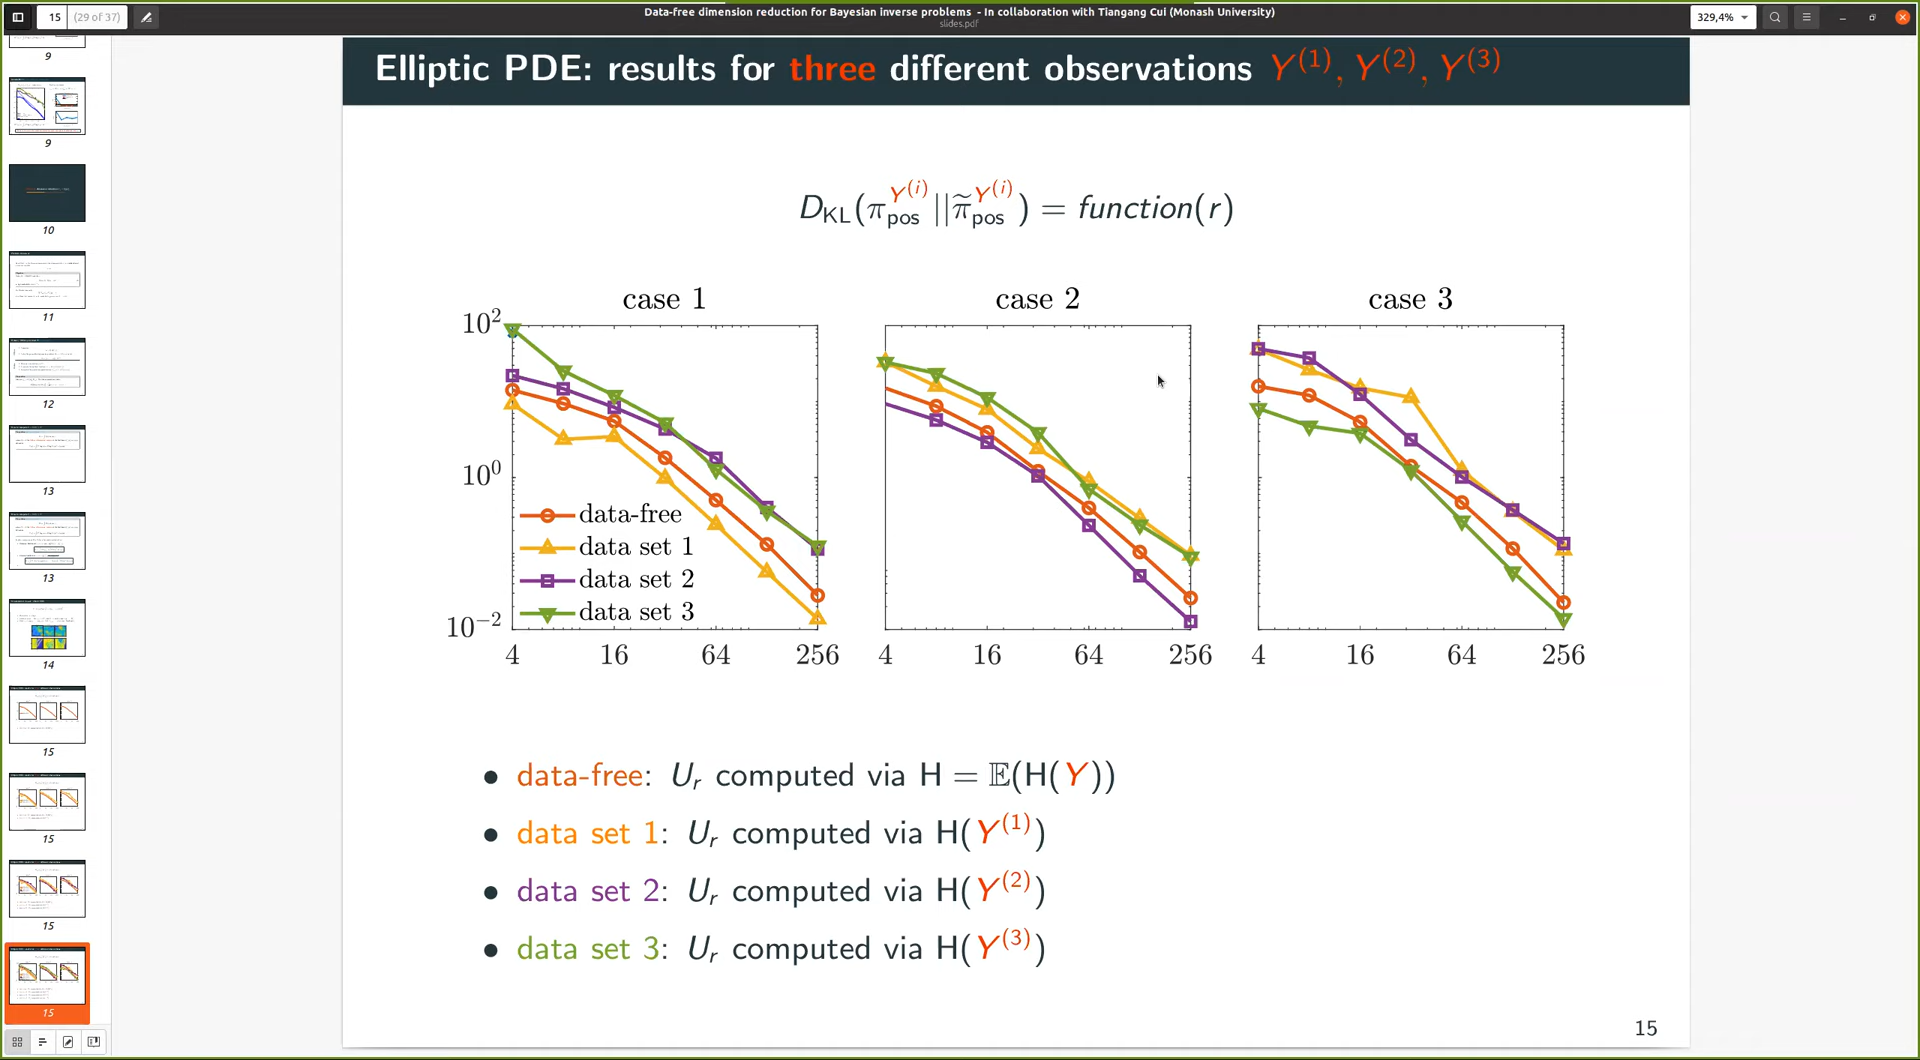 15 (29 of 37)
Data-free dimension reduction for Bayesian inverse problems - In collaboration with Tiangang Cui (Monash University)
slides.pdf
329,4%
9
9
10
11
12
13
13
14
15
15
15
15
Elliptic PDE: results for three different observations Y^(1), Y^(2), Y^(3)
D_KL(π_pos^Y^(i) || π̃_pos^Y^(i)) = function(r)
case 1 case 2 case 3
10^2
10^0
10^−2
data-free
data set 1
data set 2
data set 3
4 16 64 256 4 16 64 256 4 16 64 256
• data-free: U_r computed via H = 𝔼(H(Y))
• data set 1: U_r computed via H(Y^(1))
• data set 2: U_r computed via H(Y^(2))
• data set 3: U_r computed via H(Y^(3))
15